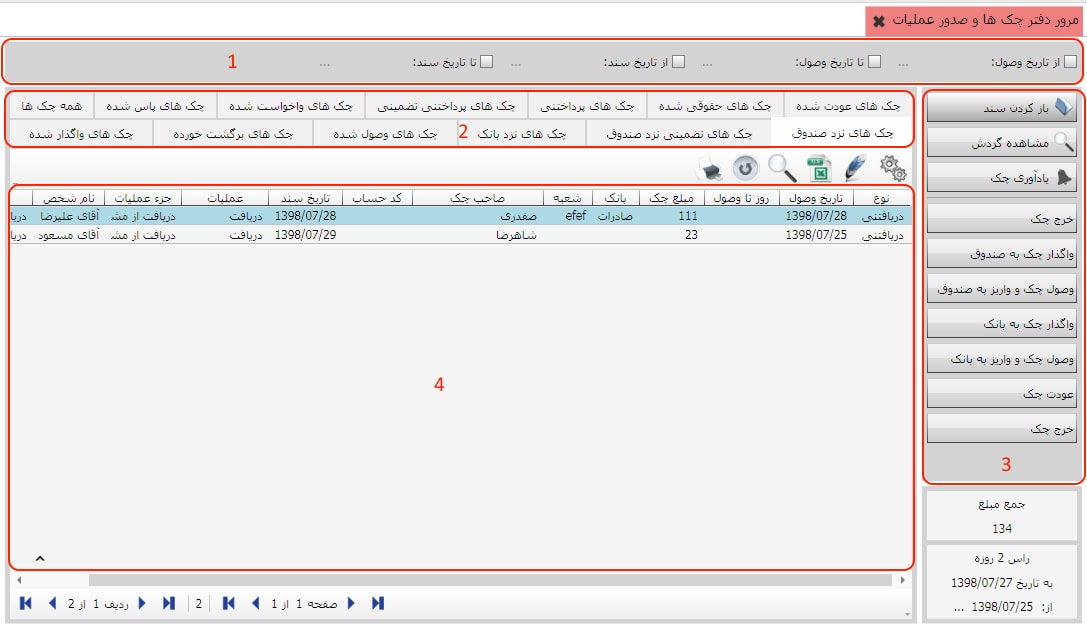 مرور دفتر چک ها و صدور عملیات
از تاریخ وصول: ... تا تاریخ وصول: ... از تاریخ سند: ... تا تاریخ سند: ... 1
چک های عودت شده چک های حقوقی شده چک های پرداختنی چک های پرداختنی تضمینی چک های واخواست شده چک های پاس شده همه چک ها
چک های نزد صندوق چک های تضمینی نزد صندوق چک های نزد بانک 2 چک های وصول شده چک های برگشت خورده چک های واگذار شده
نوع تاریخ وصول روز تا وصول مبلغ چک بانک شعبه صاحب چک کد حساب تاریخ سند عملیات جزء عملیات نام شخص
دریافتنی 1398/07/28 111 صادرات efef صفدری 1398/07/28 دریافت دریافت از مش آقای علیرضا دریا
دریافتنی 1398/07/25 23 شاهرضا 1398/07/29 دریافت دریافت از مش آقای مسعود دریا
4
صفحه 1 از 1
2
ردیف 1 از 2
باز کردن سند
مشاهده گردش
یادآوری چک
خرج چک
واگذار چک به صندوق
وصول چک و واریز به صندوق
واگذار چک به بانک
وصول چک و واریز به بانک
عودت چک
خرج چک
3
جمع مبلغ
134
راس 2 روزه
به تاریخ 1398/07/27
از: 1398/07/25 ...